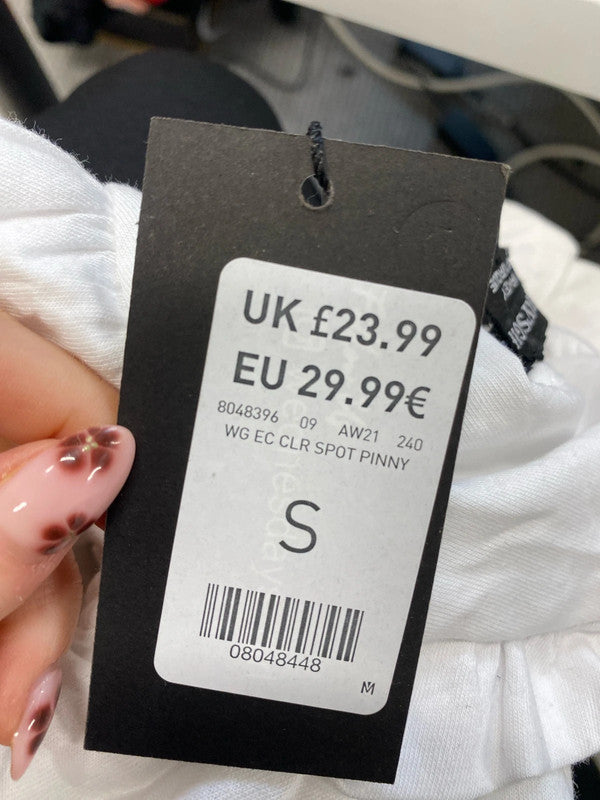 UK £23.99
EU 29.99€
8048396 09 AW21 240
WG EC CLR SPOT PINNY
S
08048448